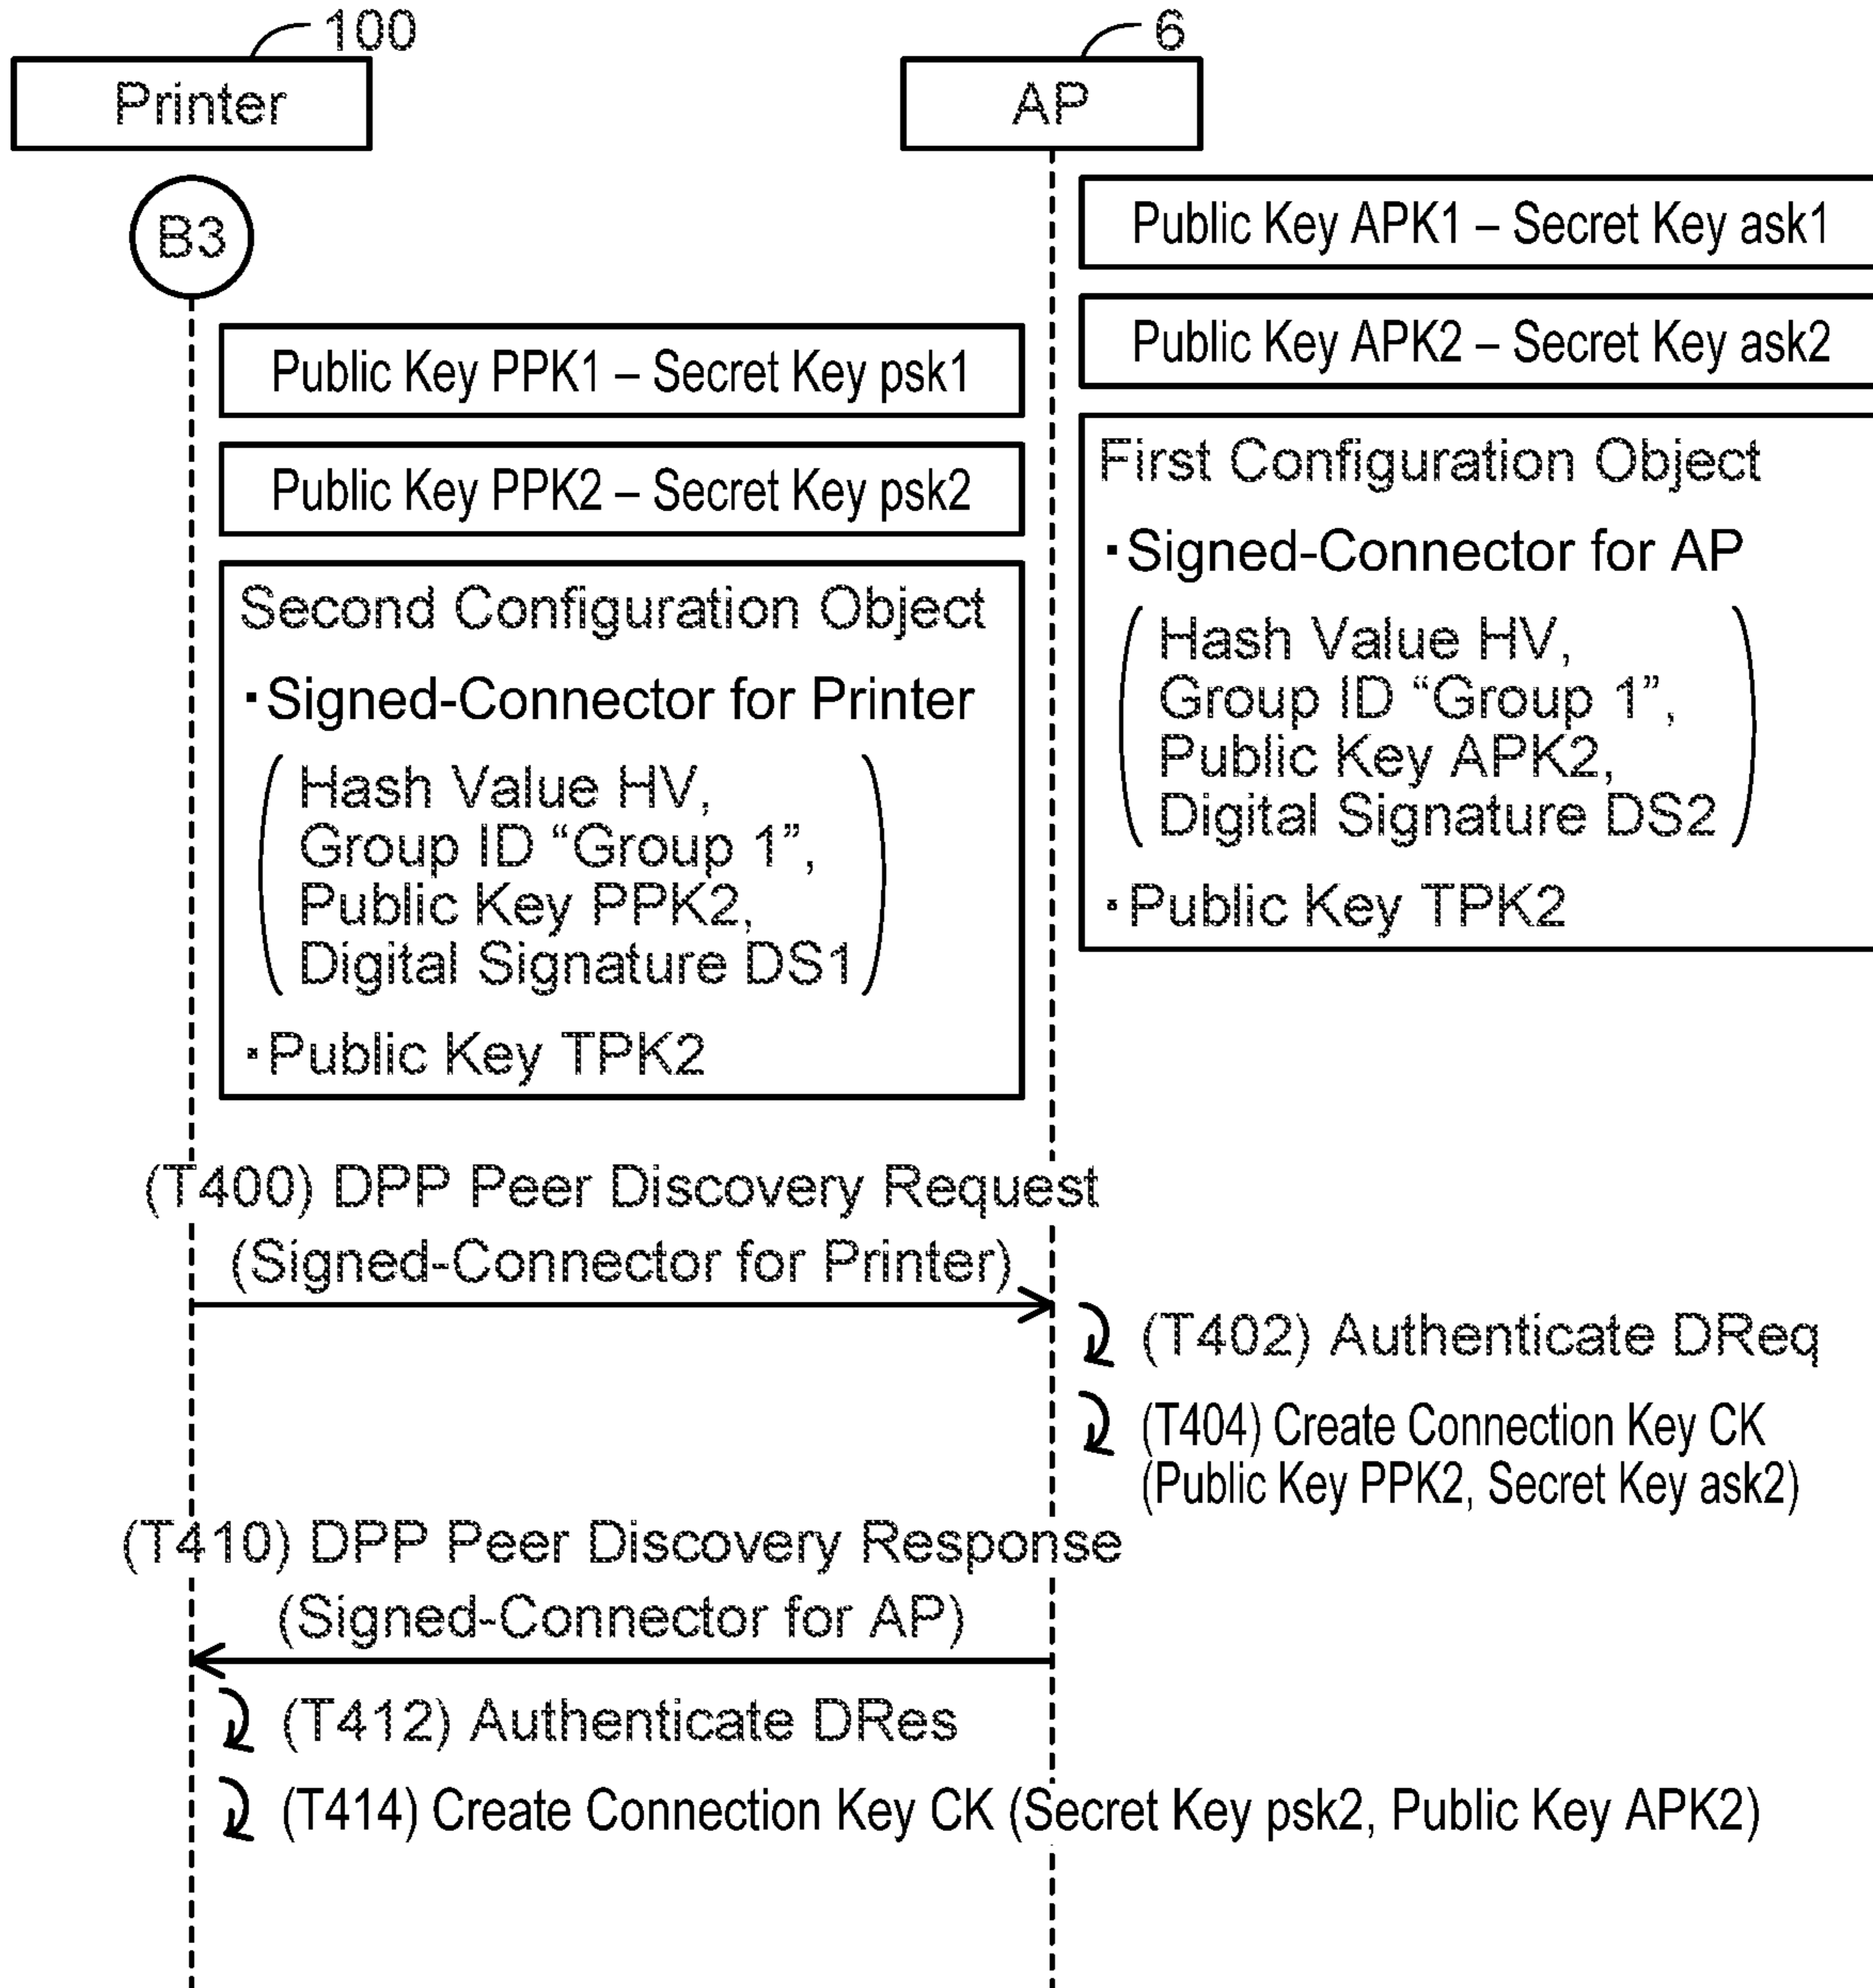 100
6
Printer
AP
B3
Public Key APK1 – Secret Key ask1
Public Key APK2 – Secret Key ask2
First Configuration Object
·Signed-Connector for AP
Hash Value HV,
Group ID “Group 1”,
Public Key APK2,
Digital Signature DS2
·Public Key TPK2
Public Key PPK1 – Secret Key psk1
Public Key PPK2 – Secret Key psk2
Second Configuration Object
·Signed-Connector for Printer
Hash Value HV,
Group ID “Group 1”,
Public Key PPK2,
Digital Signature DS1
·Public Key TPK2
(T400) DPP Peer Discovery Request
(Signed-Connector for Printer)
(T402) Authenticate DReq
(T404) Create Connection Key CK
(Public Key PPK2, Secret Key ask2)
(T410) DPP Peer Discovery Response
(Signed-Connector for AP)
(T412) Authenticate DRes
(T414) Create Connection Key CK (Secret Key psk2, Public Key APK2)